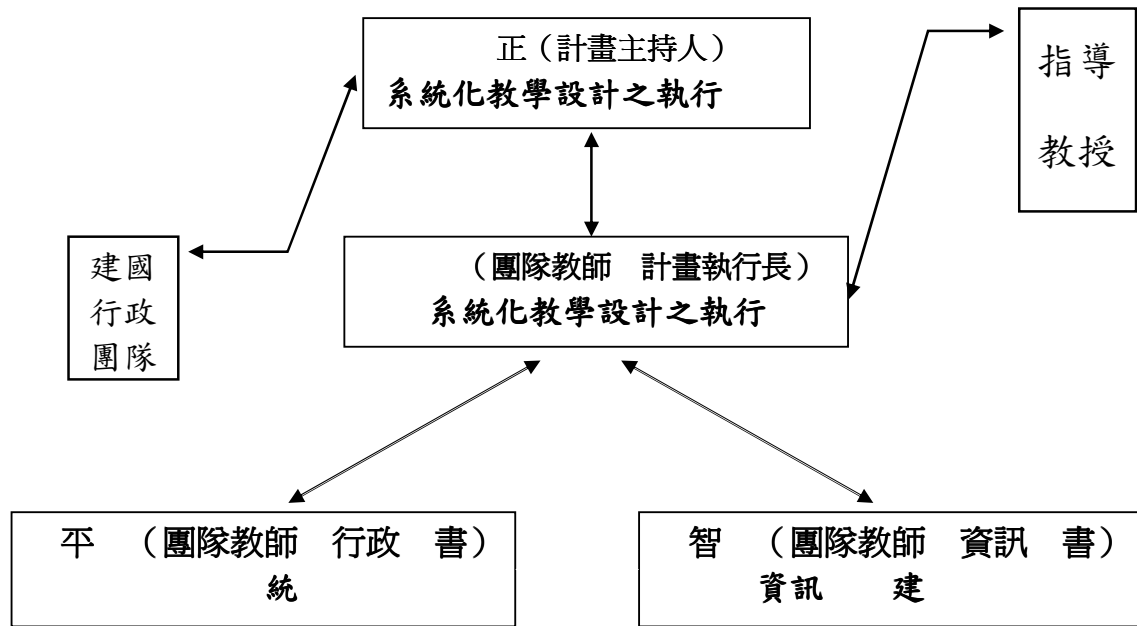 正（計畫主持人）
系統化教學設計之執行
指導
教授
建國
行政
團隊
（團隊教師　計畫執行長）
系統化教學設計之執行
平　（團隊教師　行政　書）
統
智　（團隊教師　資訊　書）
資訊　　建